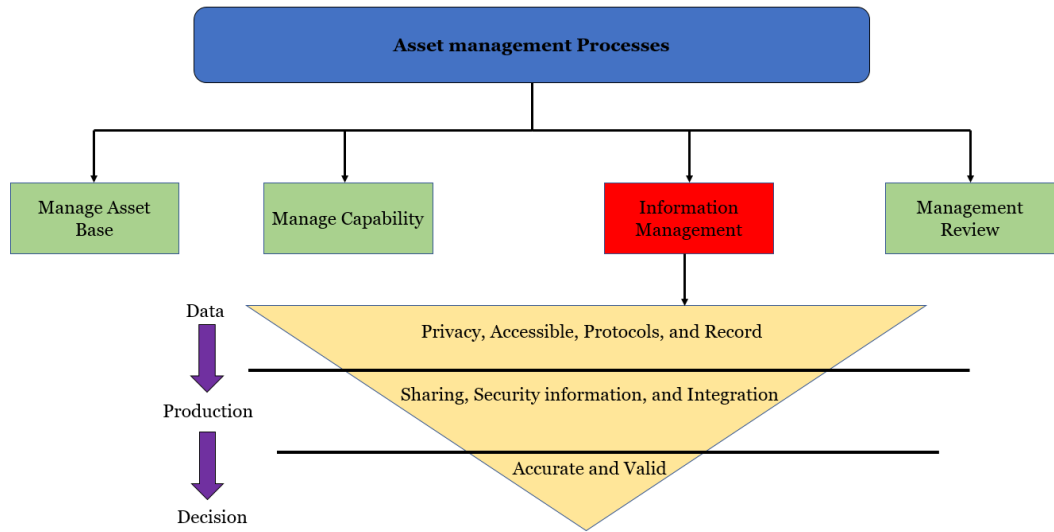 Asset management Processes
Manage Asset
Base
Manage Capability
Information
Management
Management
Review
Data
Privacy, Accessible, Protocols, and Record
Sharing, Security information, and Integration
Production
Accurate and Valid
Decision